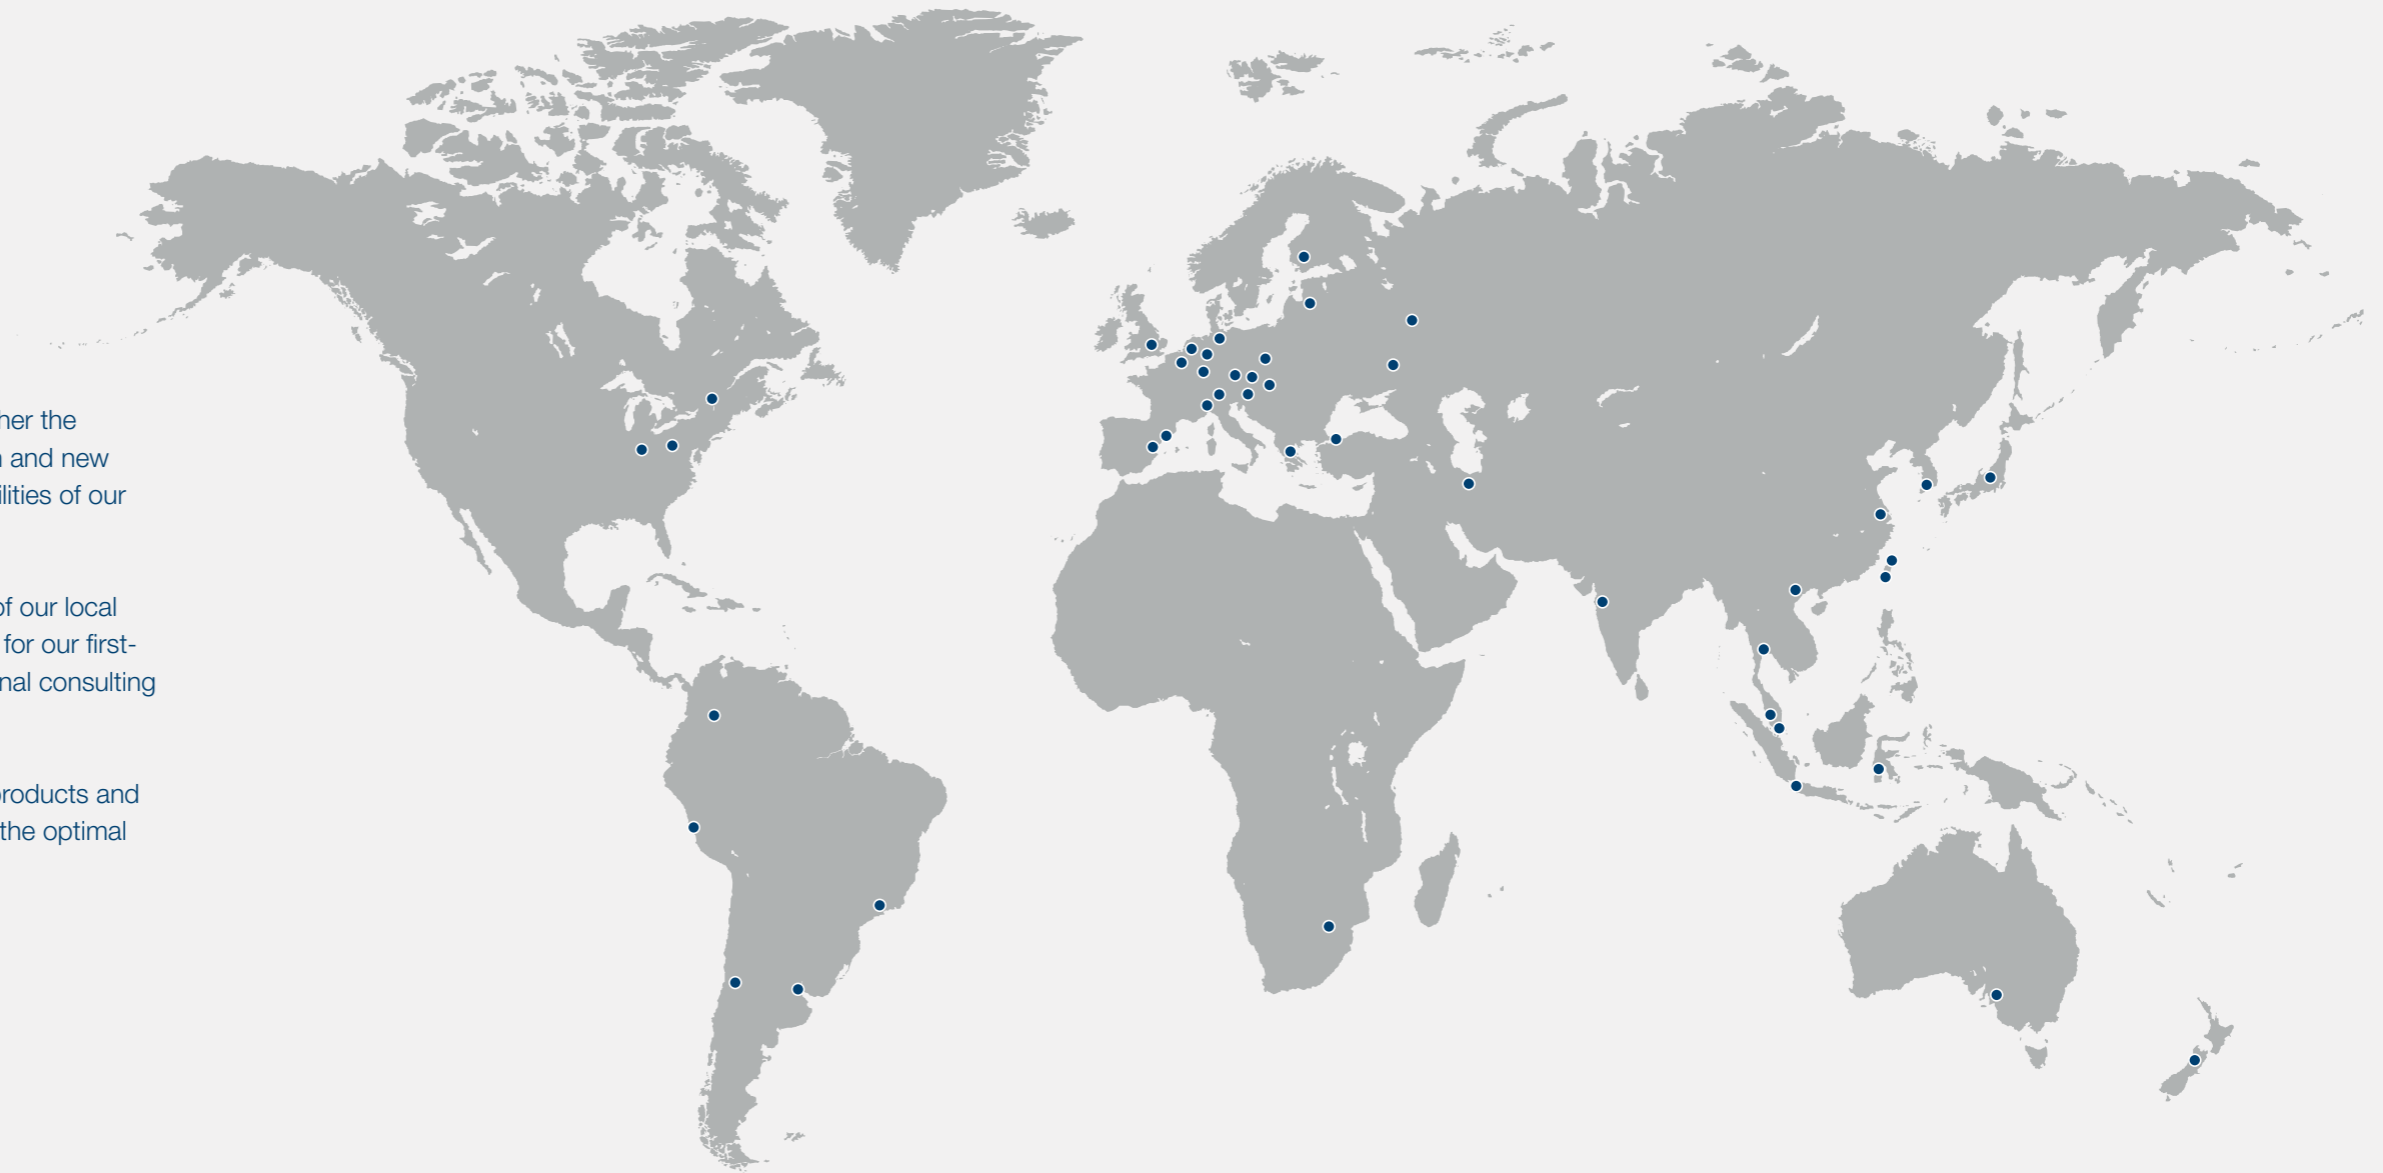 her the
and new
ilities of our
of our local
for our first-
nal consulting
products and
the optimal